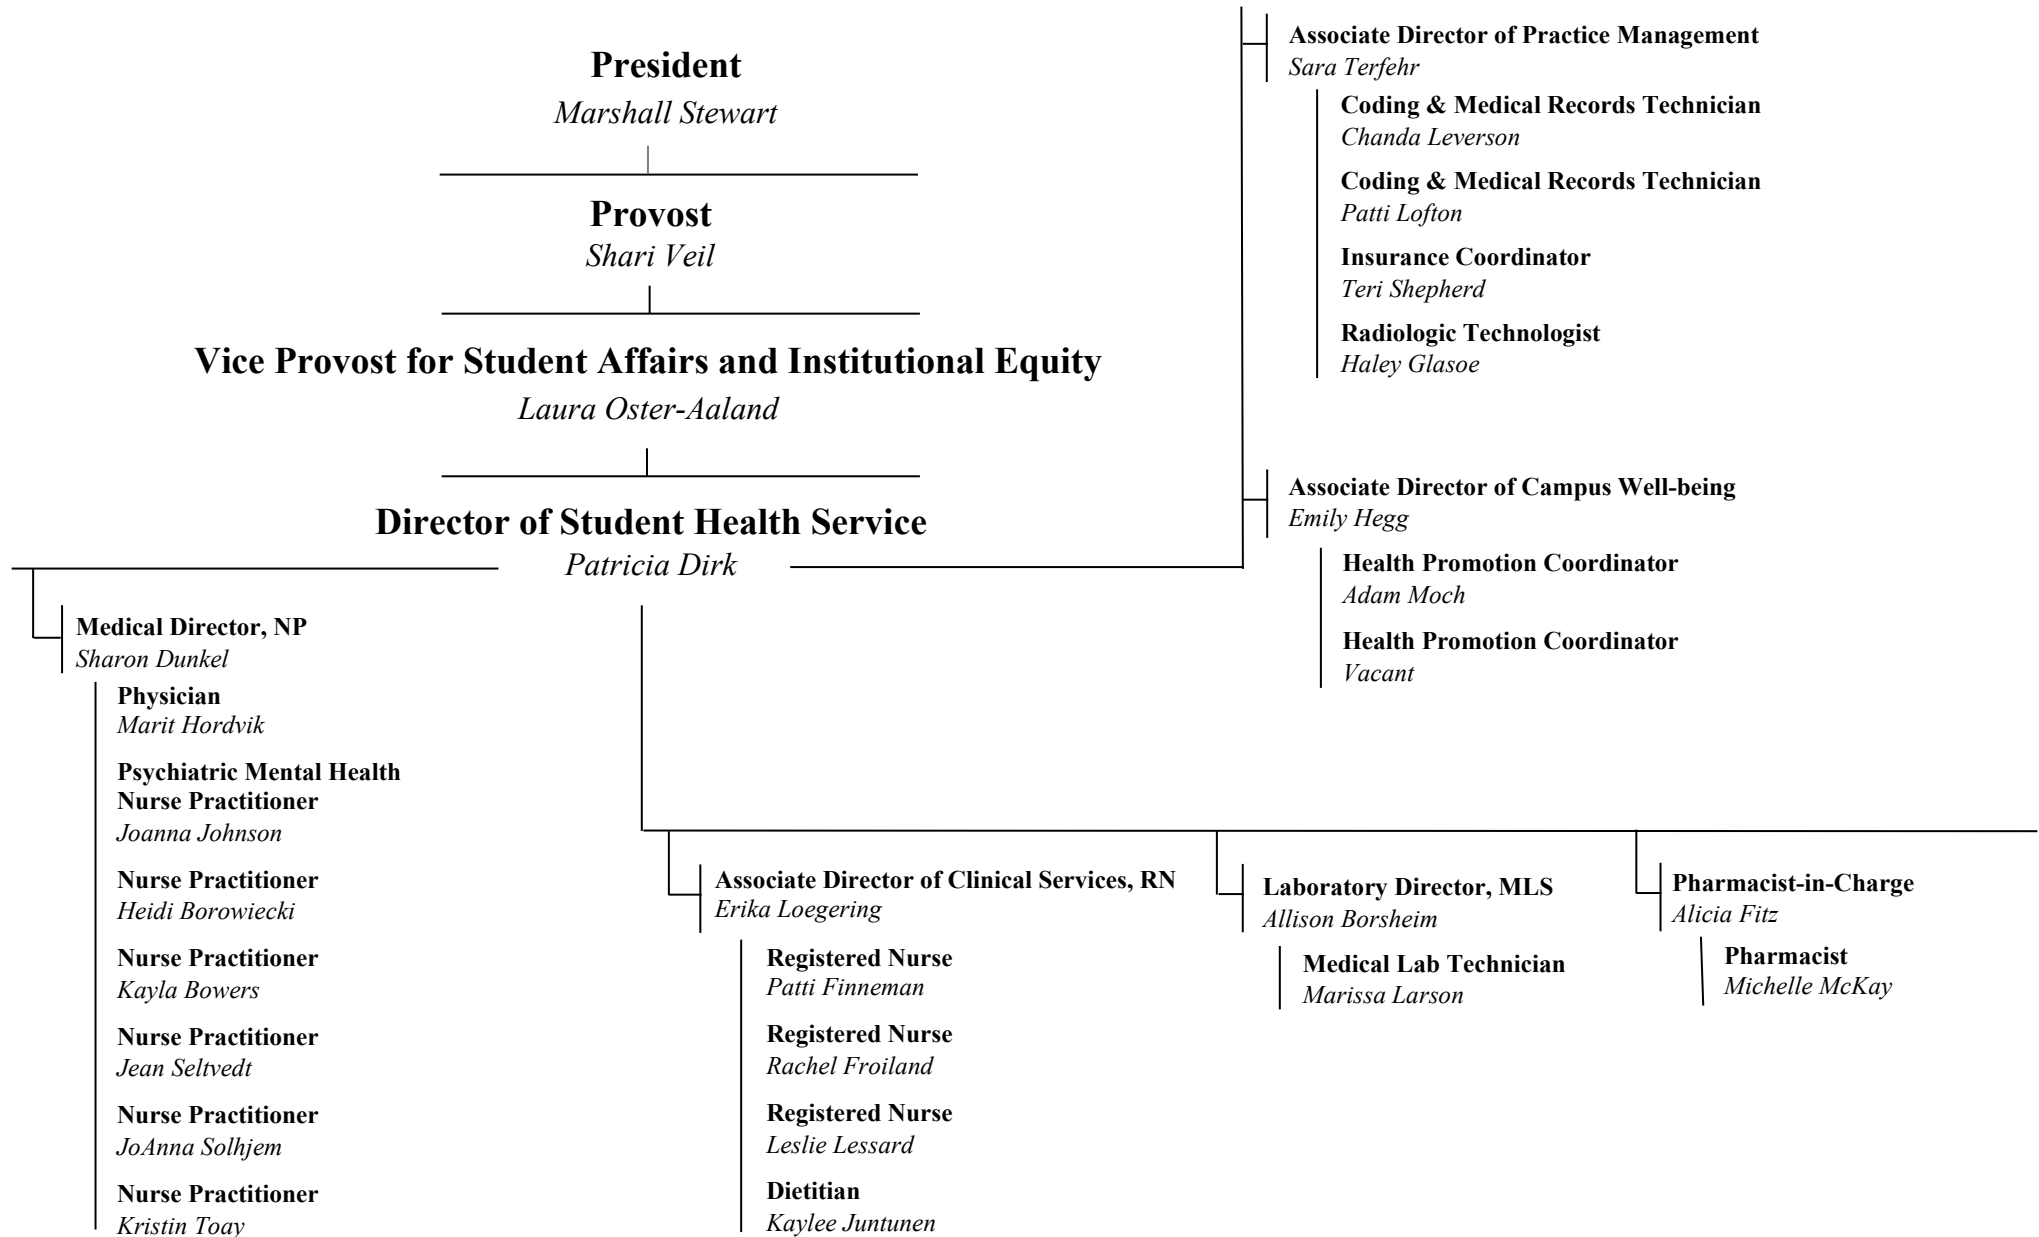 President
Marshall Stewart
Provost
Shari Veil
Vice Provost for Student Affairs and Institutional Equity
Laura Oster-Aaland
Director of Student Health Service
Patricia Dirk
Medical Director, NP
Sharon Dunkel
Physician
Marit Hordvik
Psychiatric Mental Health
Nurse Practitioner
Joanna Johnson
Nurse Practitioner
Heidi Borowiecki
Nurse Practitioner
Kayla Bowers
Nurse Practitioner
Jean Seltvedt
Nurse Practitioner
JoAnna Solhjem
Nurse Practitioner
Kristin Toay
Associate Director of Practice Management
Sara Terfehr
Coding & Medical Records Technician
Chanda Leverson
Coding & Medical Records Technician
Patti Lofton
Insurance Coordinator
Teri Shepherd
Radiologic Technologist
Haley Glasoe
Associate Director of Campus Well-being
Emily Hegg
Health Promotion Coordinator
Adam Moch
Health Promotion Coordinator
Vacant
Associate Director of Clinical Services, RN
Erika Loegering
Registered Nurse
Patti Finneman
Registered Nurse
Rachel Froiland
Registered Nurse
Leslie Lessard
Dietitian
Kaylee Juntunen
Laboratory Director, MLS
Allison Borsheim
Medical Lab Technician
Marissa Larson
Pharmacist-in-Charge
Alicia Fitz
Pharmacist
Michelle McKay